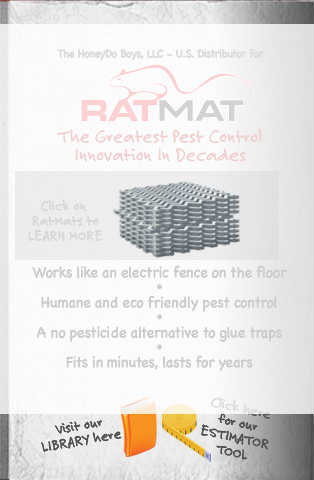 The HoneyDo Boys, LLC - U.S. Distributor for
RATMAT
The Greatest Pest Control
Innovation In Decades
Click on
RatMats to
LEARN MORE
Works like an electric fence on the floor
•
Humane and eco friendly pest control
•
A no pesticide alternative to glue traps
•
Fits in minutes, lasts for years
Visit our
LIBRARY here
Click here
for our
ESTIMATOR
TOOL